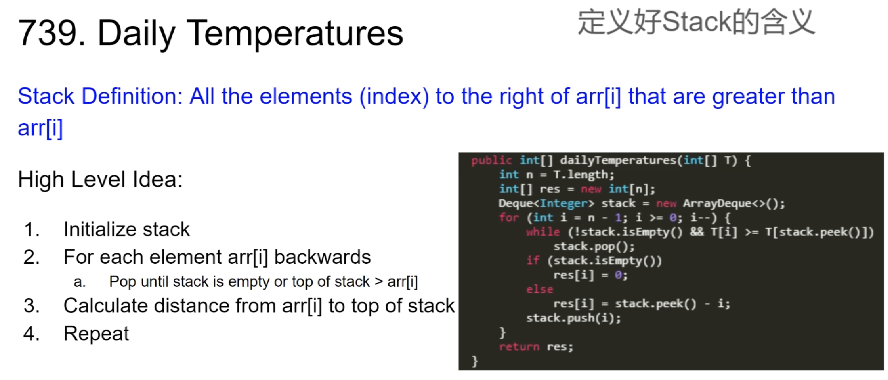 739. Daily Temperatures
定义好Stack的含义
Stack Definition: All the elements (index) to the right of arr[i] that are greater than
arr[i]
High Level Idea:
1. Initialize stack
2. For each element arr[i] backwards
a. Pop until stack is empty or top of stack > arr[i]
3. Calculate distance from arr[i] to top of stack
4. Repeat
public int[] dailyTemperatures(int[] T) {
int n = T.length;
int[] res = new int[n];
Deque<Integer> stack = new ArrayDeque<>();
for (int i = n - 1; i >= 0; i--) {
while (!stack.isEmpty() && T[i] >= T[stack.peek()])
stack.pop();
if (stack.isEmpty())
res[i] = 0;
else
res[i] = stack.peek() - i;
stack.push(i);
}
return res;
}